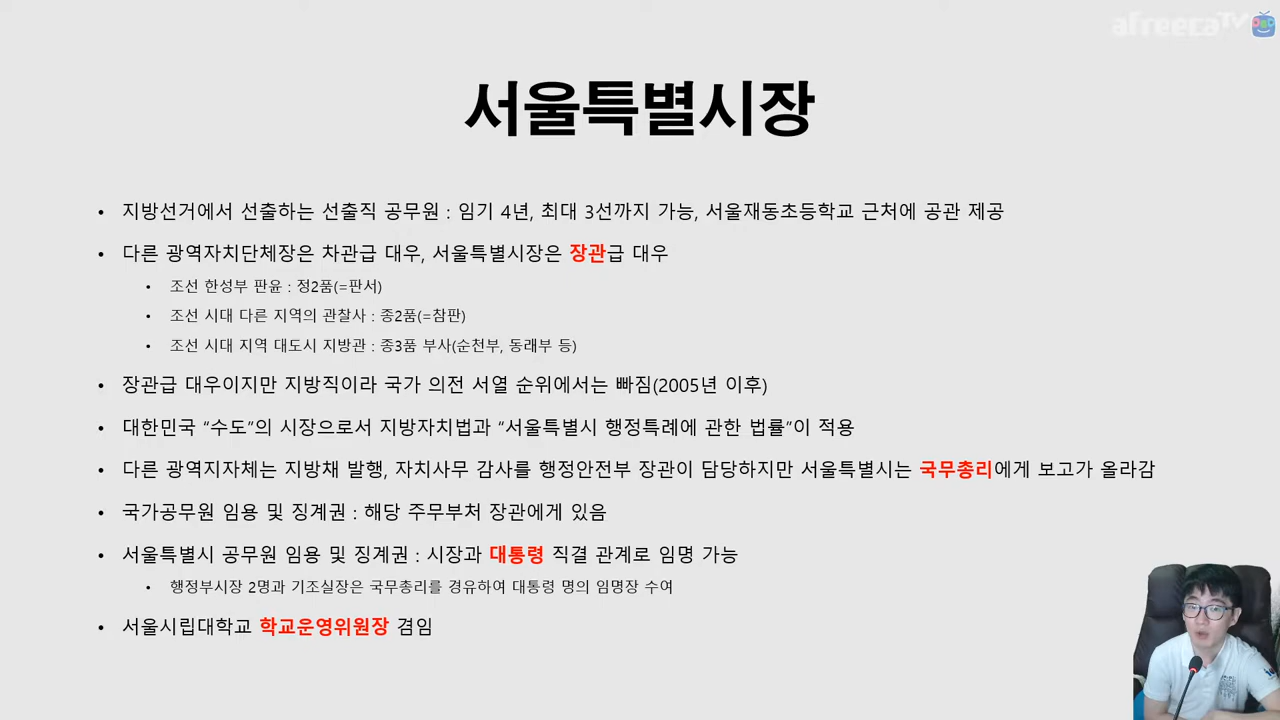 afreecaTV
서울특별시장
• 지방선거에서 선출하는 선출직 공무원 : 임기 4년, 최대 3선까지 가능, 서울재동초등학교 근처에 공관 제공
• 다른 광역자치단체장은 차관급 대우, 서울특별시장은 장관급 대우
• 조선 한성부 판윤 : 정2품(=판서)
• 조선 시대 다른 지역의 관찰사 : 종2품(=참판)
• 조선 시대 지역 대도시 지방관 : 종3품 부사(순천부, 동래부 등)
• 장관급 대우이지만 지방직이라 국가 의전 서열 순위에서는 빠짐(2005년 이후)
• 대한민국 “수도”의 시장으로서 지방자치법과 “서울특별시 행정특례에 관한 법률”이 적용
• 다른 광역지자체는 지방채 발행, 자치사무 감사를 행정안전부 장관이 담당하지만 서울특별시는 국무총리에게 보고가 올라감
• 국가공무원 임용 및 징계권 : 해당 주무부처 장관에게 있음
• 서울특별시 공무원 임용 및 징계권 : 시장과 대통령 직결 관계로 임명 가능
• 행정부시장 2명과 기조실장은 국무총리를 경유하여 대통령 명의 임명장 수여
• 서울시립대학교 학교운영위원장 겸임